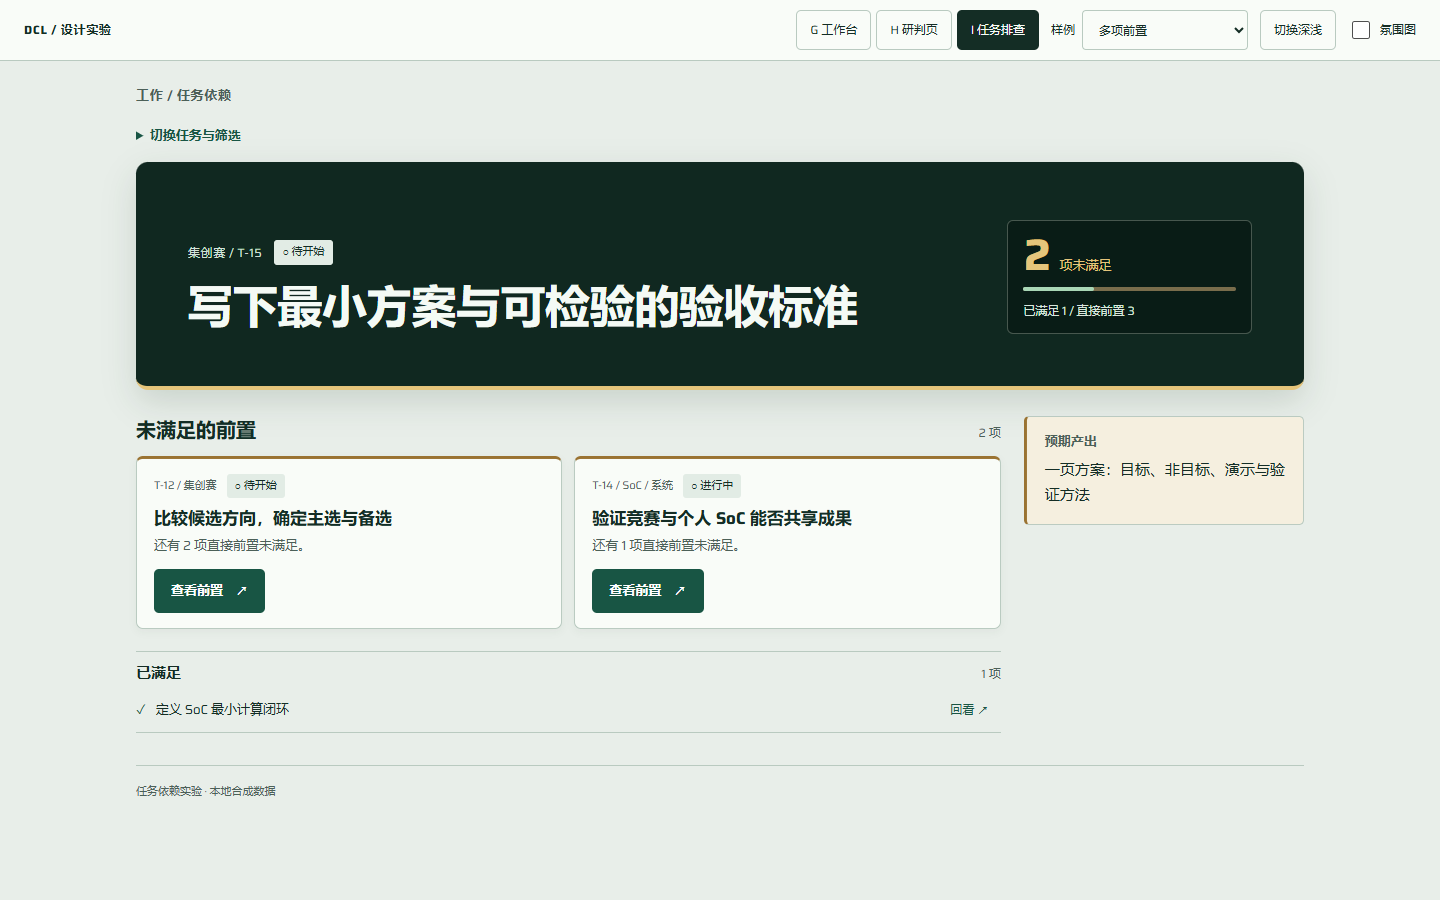 DCL / 设计实验
G 工作台
H 研判页
I 任务排查
样例
多项前置
切换深浅
氛围图
工作 / 任务依赖
▶ 切换任务与筛选
集创赛 / T-15
○ 待开始
写下最小方案与可检验的验收标准
2 项未满足
已满足 1 / 直接前置 3
未满足的前置
2 项
T-12 / 集创赛
○ 待开始
比较候选方向，确定主选与备选
还有 2 项直接前置未满足。
查看前置 ↗
T-14 / SoC / 系统
○ 进行中
验证竞赛与个人 SoC 能否共享成果
还有 1 项直接前置未满足。
查看前置 ↗
预期产出
一页方案：目标、非目标、演示与验
证方法
已满足
1 项
✓ 定义 SoC 最小计算闭环
回看 ↗
任务依赖实验 · 本地合成数据